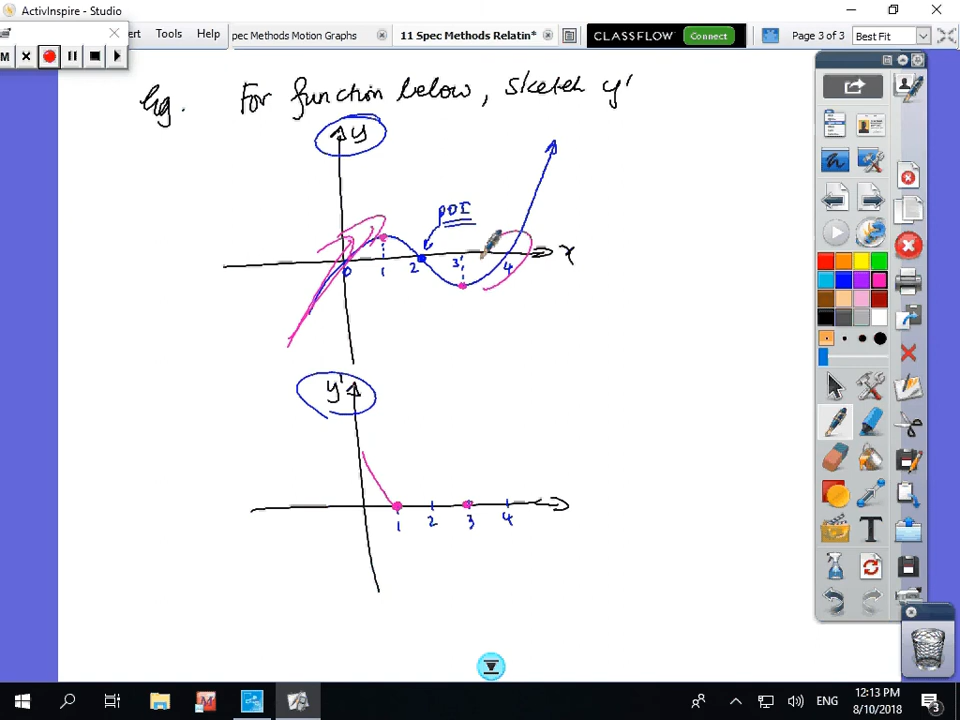 ActivInspire - Studio
ert Tools Help pec Methods Motion Graphs 11 Spec Methods Relatin* CLASSFLOW Connect Page 3 of 3 Best Fit
M
Eg. For function below, sketch y'
y
POI
0 1 2 3 4 x
y'
1 2 3 4
T
ENG
12:13 PM
8/10/2018
3